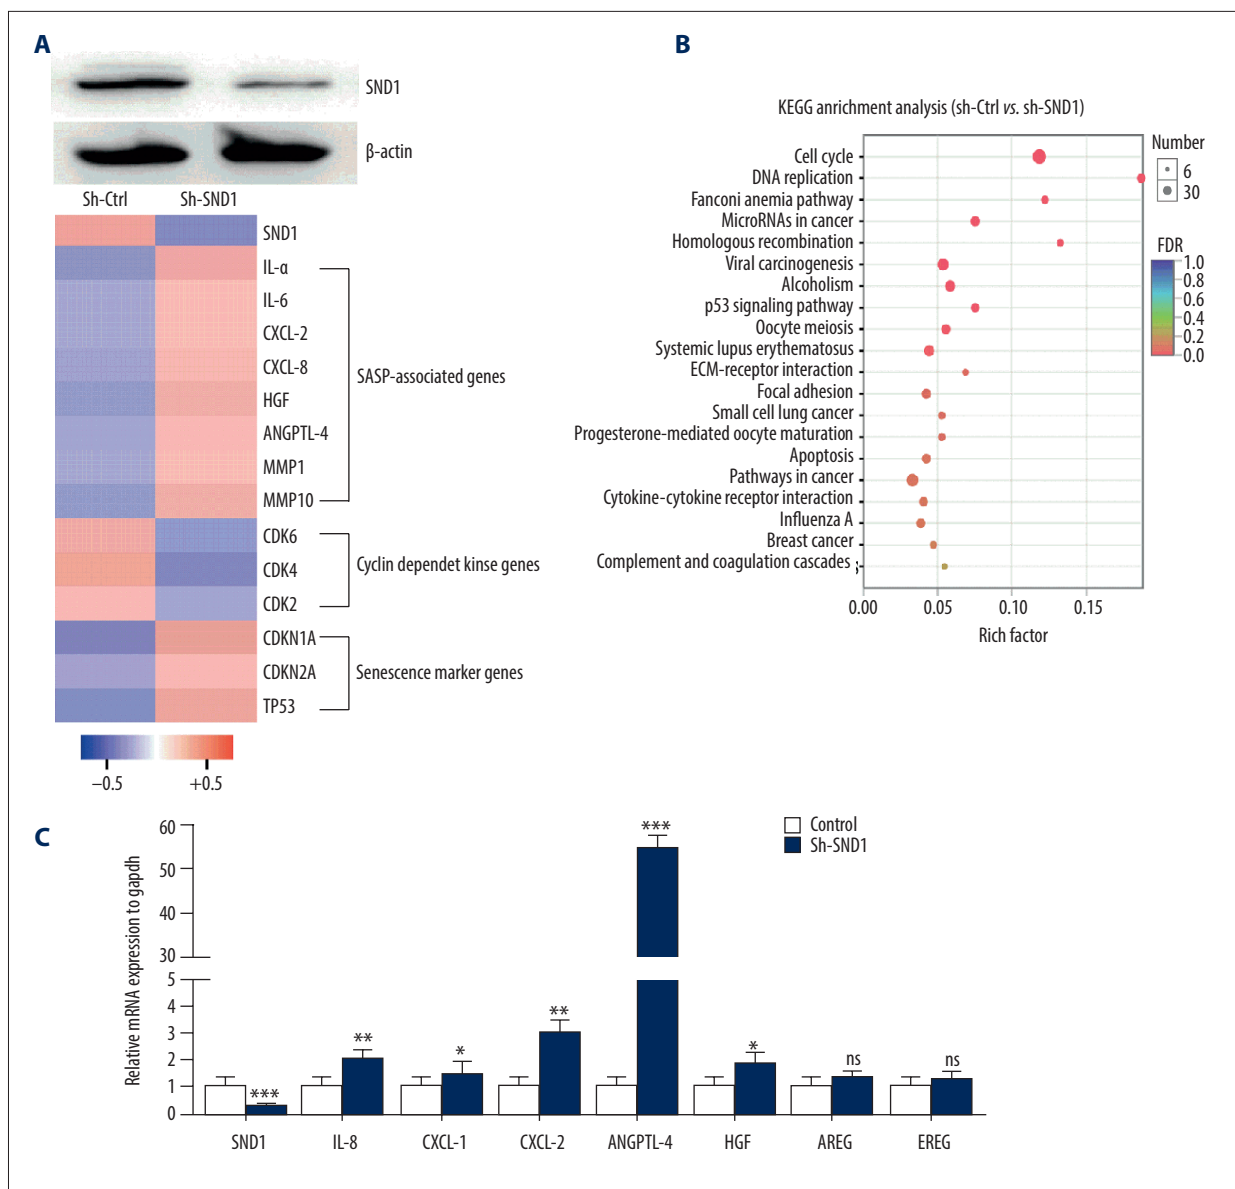 A
SND1
β-actin
Sh-Ctrl Sh-SND1
SND1
IL-α
IL-6
CXCL-2
CXCL-8
HGF
ANGPTL-4
MMP1
MMP10
CDK6
CDK4
CDK2
CDKN1A
CDKN2A
TP53
SASP-associated genes
Cyclin dependet kinse genes
Senescence marker genes
−0.5 +0.5
B
KEGG anrichment analysis (sh-Ctrl vs. sh-SND1)
Cell cycle
DNA replication
Fanconi anemia pathway
MicroRNAs in cancer
Homologous recombination
Viral carcinogenesis
Alcoholism
p53 signaling pathway
Oocyte meiosis
Systemic lupus erythematosus
ECM-receptor interaction
Focal adhesion
Small cell lung cancer
Progesterone-mediated oocyte maturation
Apoptosis
Pathways in cancer
Cytokine-cytokine receptor interaction
Influenza A
Breast cancer
Complement and coagulation cascades ;
0.00 0.05 0.10 0.15
Rich factor
Number
6
30
FDR
1.0
0.8
0.6
0.4
0.2
0.0
C
Relative mRNA expression to gapdh
60
50
40
30
5
4
3
2
1
0
***
**
*
**
***
*
ns
ns
Control
Sh-SND1
SND1 IL-8 CXCL-1 CXCL-2 ANGPTL-4 HGF AREG EREG